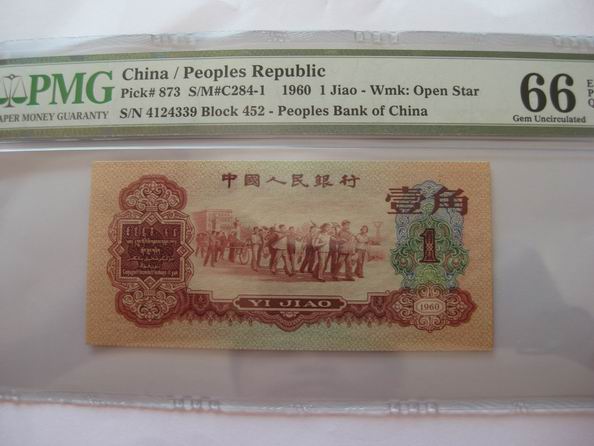 PMG
PAPER MONEY GUARANTY
China / Peoples Republic
Pick# 873 S/M#C284-1 1960 1 Jiao - Wmk: Open Star
S/N 4124339 Block 452 - Peoples Bank of China
66
Gem Uncirculated
E
P
Q
中國人民銀行
壹角
1
YI JIAO
1960